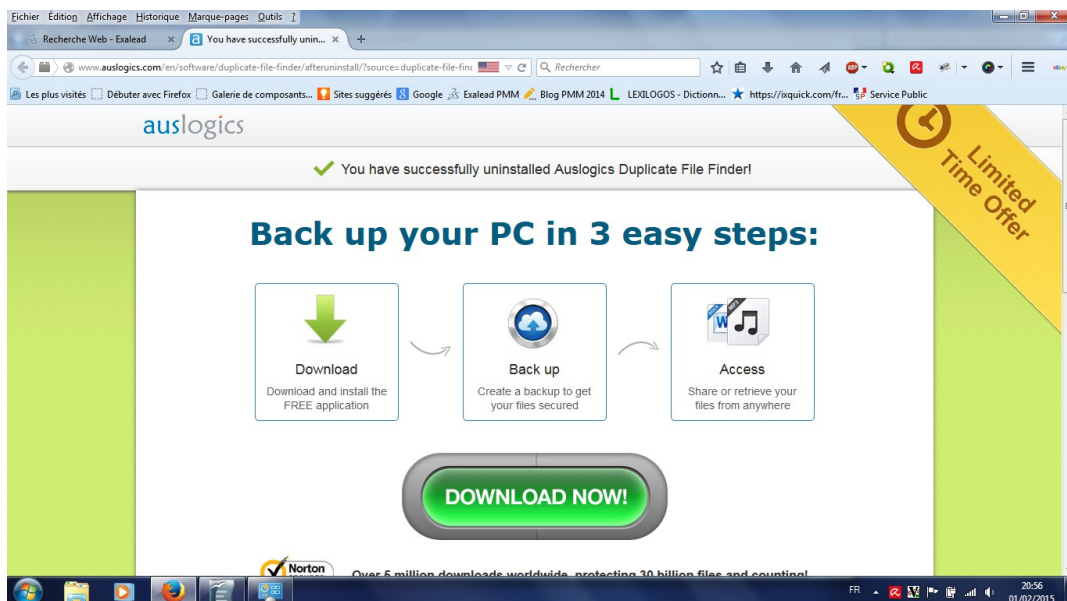 Fichier Édition Affichage Historique Marque-pages Outils ?
Recherche Web - Exalead
You have successfully unin...
www.auslogics.com/en/software/duplicate-file-finder/afteruninstall/?source=duplicate-file-fin
Rechercher
Les plus visités Débuter avec Firefox Galerie de composants... Sites suggérés Google Exalead PMM Blog PMM 2014 LEXILOGOS - Dictionn... https://ixquick.com/fr... Service Public
auslogics
You have successfully uninstalled Auslogics Duplicate File Finder!
Limited
Time Offer
Back up your PC in 3 easy steps:
Download
Download and install the
FREE application
Back up
Create a backup to get
your files secured
Access
Share or retrieve your
files from anywhere
DOWNLOAD NOW!
Norton
Over 5 million downloads worldwide, protecting 30 billion files and counting!
FR
20:56
01/02/2015